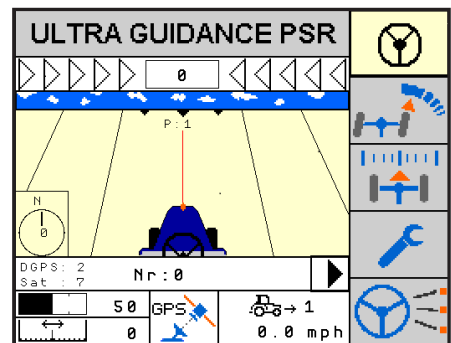 ULTRA GUIDANCE PSR
0
P:1
N
0
DGPS: 2
Sat : 7
Nr:0
50
GPS
→ 1
0
0.0 mph